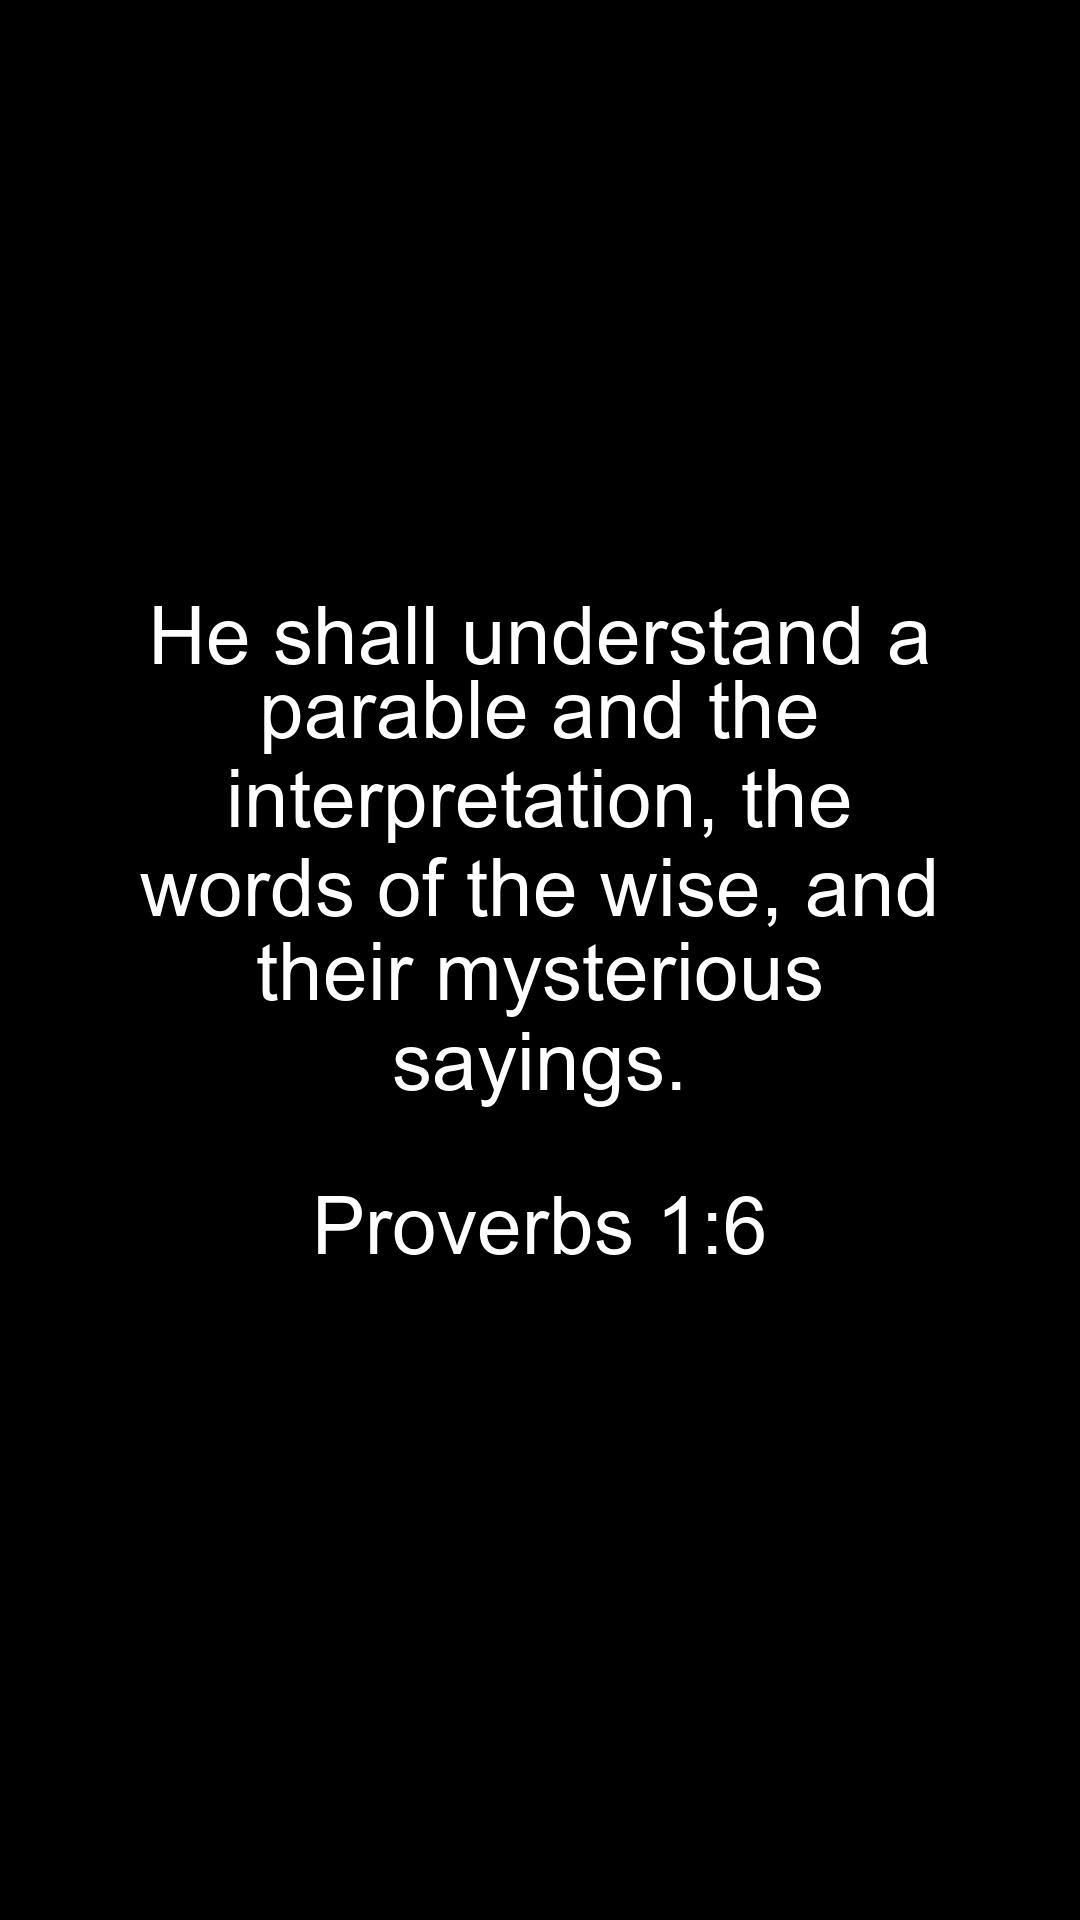 He shall understand a
parable and the
interpretation, the
words of the wise, and
their mysterious
sayings.
Proverbs 1:6